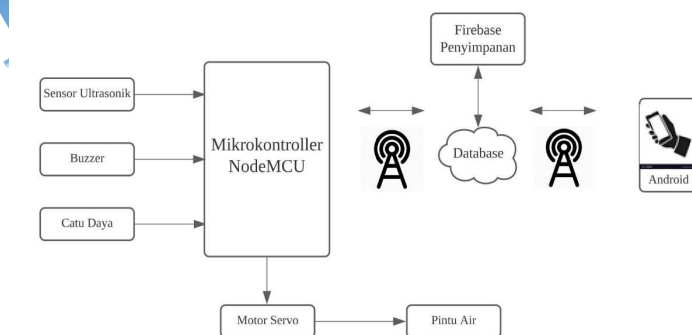 Firebase
Penyimpanan
Sensor Ultrasonik
Mikrokontroller
NodeMCU
Buzzer
Database
Android
Catu Daya
Motor Servo
Pintu Air